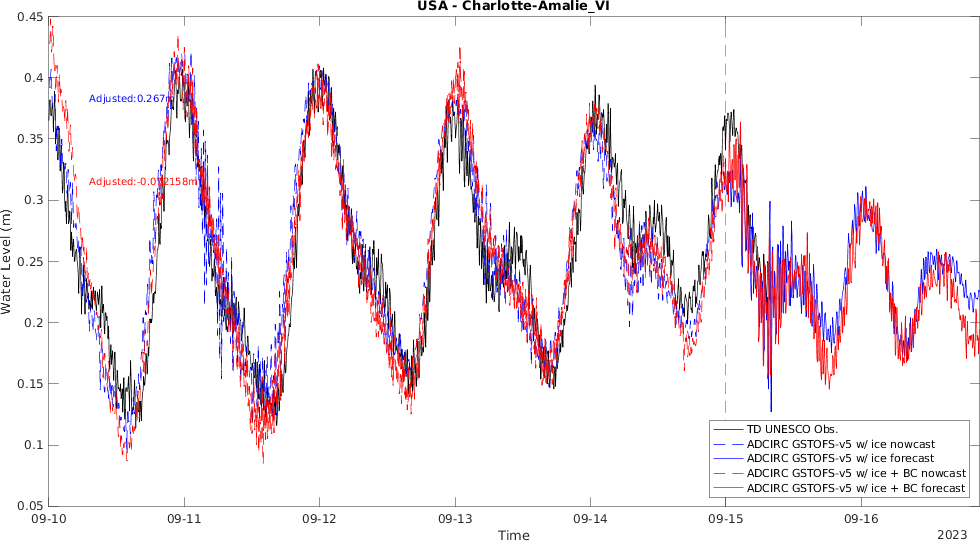 USA - Charlotte-Amalie_VI
0.45
0.4
Adjusted:0.267m
0.35
0.3
0.25
0.2
0.15
0.1
0.05
Water Level (m)
TD UNESCO Obs.
ADCIRC GSTOFS-v5 w/ ice nowcast
ADCIRC GSTOFS-v5 w/ ice forecast
ADCIRC GSTOFS-v5 w/ ice + BC nowcast
ADCIRC GSTOFS-v5 w/ ice + BC forecast
09-10 09-11 09-12 09-13 09-14 09-15 09-16
Time
2023